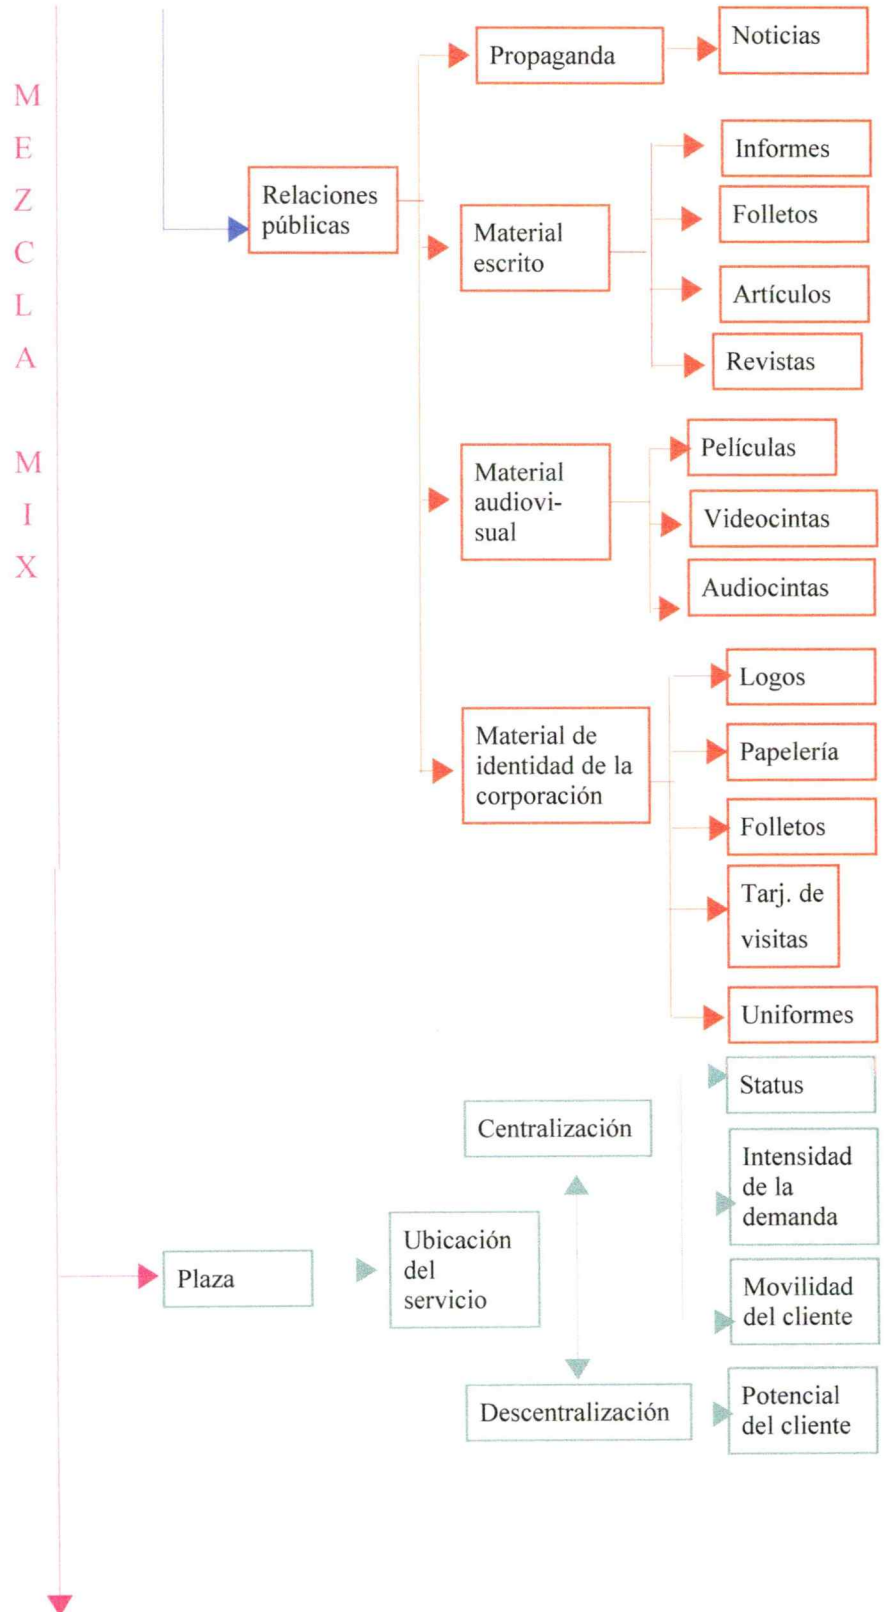 MEZCLA MIX
Propaganda
Noticias
Relaciones
públicas
Material
escrito
Informes
Folletos
Artículos
Revistas
Material
audiovi-
sual
Películas
Videocintas
Audiocintas
Material de
identidad de la
corporación
Logos
Papelería
Folletos
Tarj. de
visitas
Uniformes
Plaza
Ubicación
del
servicio
Centralización
Descentralización
Status
Intensidad
de la
demanda
Movilidad
del cliente
Potencial
del cliente